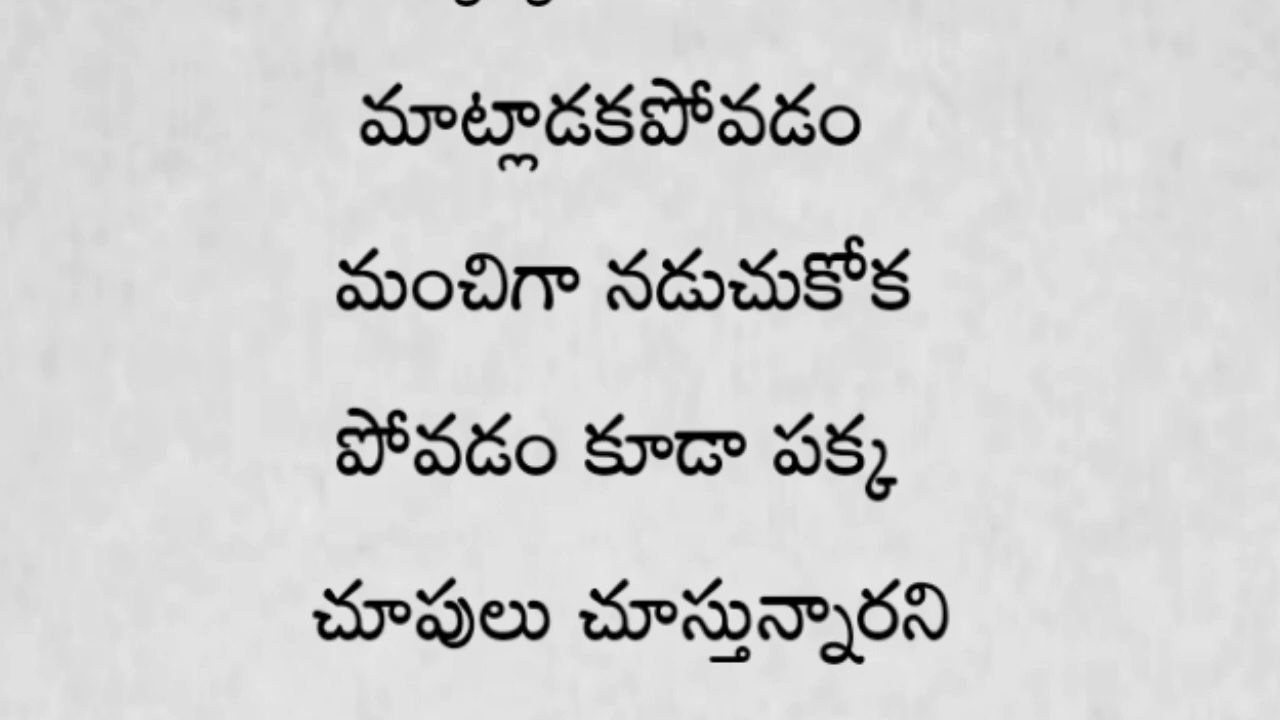 మాట్లాడకపోవడం
మంచిగా నడుచుకోక
పోవడం కూడా పక్క
చూపులు చూస్తున్నారని